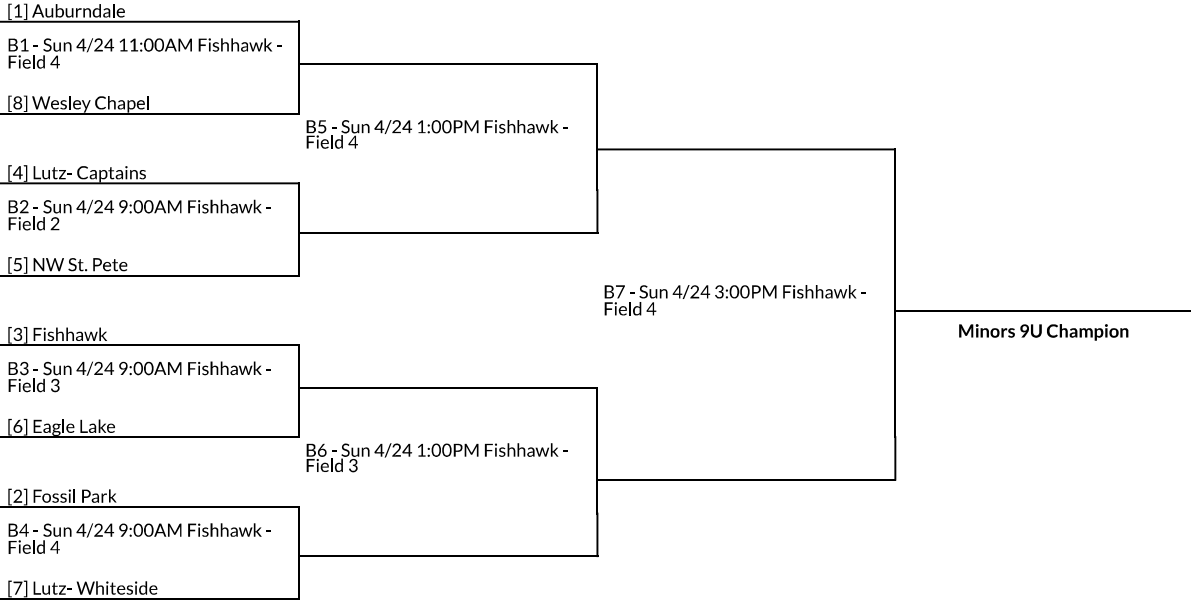 [1] Auburndale
B1 - Sun 4/24 11:00AM Fishhawk -
Field 4
[8] Wesley Chapel
B5 - Sun 4/24 1:00PM Fishhawk -
Field 4
[4] Lutz- Captains
B2 - Sun 4/24 9:00AM Fishhawk -
Field 2
[5] NW St. Pete
B7 - Sun 4/24 3:00PM Fishhawk -
Field 4
Minors 9U Champion
[3] Fishhawk
B3 - Sun 4/24 9:00AM Fishhawk -
Field 3
[6] Eagle Lake
B6 - Sun 4/24 1:00PM Fishhawk -
Field 3
[2] Fossil Park
B4 - Sun 4/24 9:00AM Fishhawk -
Field 4
[7] Lutz- Whiteside